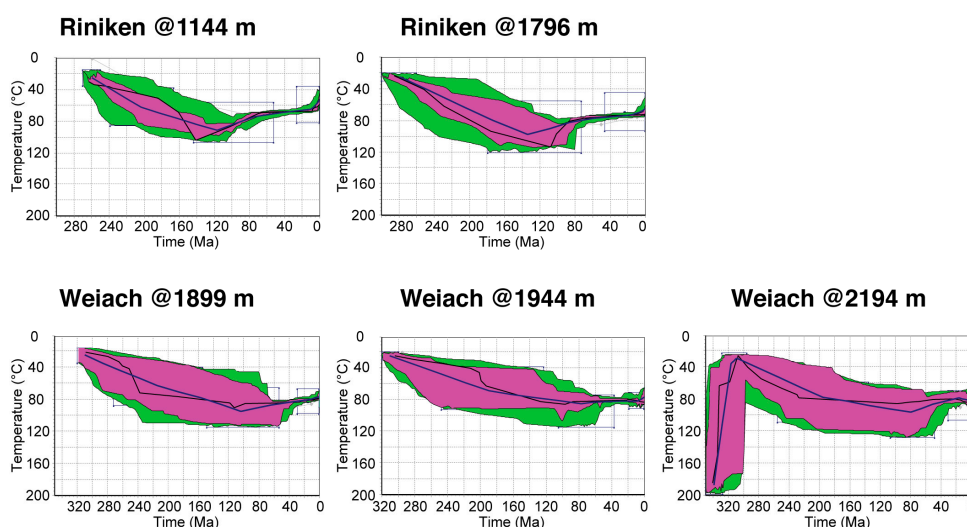 Riniken @1144 m
Riniken @1796 m
Temperature (°C)
0
40
80
120
160
200
280 240 200 160 120 80 40 0
Time (Ma)
Temperature (°C)
0
40
80
120
160
200
300 280 240 200 160 120 80 40 0
Time (Ma)
Weiach @1899 m
Weiach @1944 m
Weiach @2194 m
Temperature (°C)
0
40
80
120
160
200
320 280 240 200 160 120 80 40 0
Time (Ma)
Temperature (°C)
0
40
80
120
160
200
320 280 240 200 160 120 80 40 0
Time (Ma)
Temperature (°C)
0
40
80
120
160
200
320 280 240 200 160 120 80 40
Time (Ma)